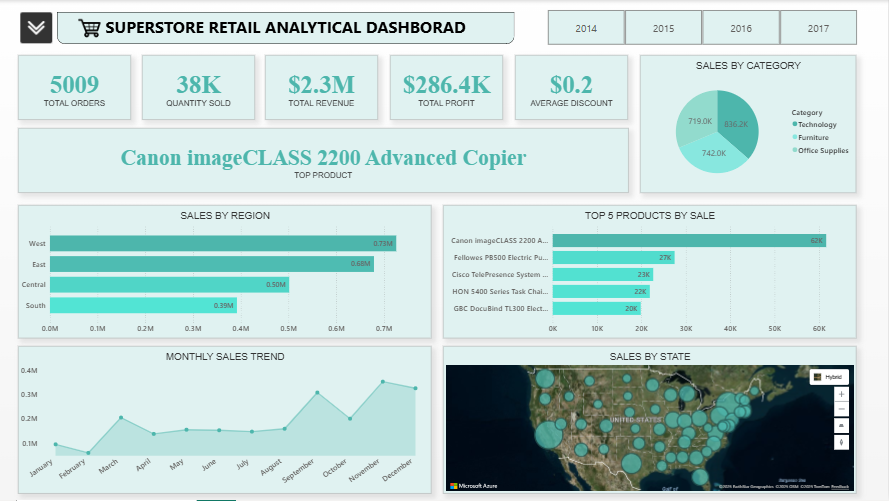 SUPERSTORE RETAIL ANALYTICAL DASHBORAD
2014
2015
2016
2017
5009
TOTAL ORDERS
38K
QUANTITY SOLD
$2.3M
TOTAL REVENUE
$286.4K
TOTAL PROFIT
$0.2
AVERAGE DISCOUNT
Canon imageCLASS 2200 Advanced Copier
TOP PRODUCT
SALES BY CATEGORY
719.0K
836.2K
742.0K
Category
Technology
Furniture
Office Supplies
SALES BY REGION
West
0.73M
East
0.68M
Central
0.50M
South
0.39M
0.0M 0.1M 0.2M 0.3M 0.4M 0.5M 0.6M 0.7M
TOP 5 PRODUCTS BY SALE
Canon imageCLASS 2200 A...
62K
Fellowes PB500 Electric Pu...
27K
Cisco TelePresence System ...
23K
HON 5400 Series Task Chai...
22K
GBC DocuBind TL300 Elect...
20K
0K 10K 20K 30K 40K 50K 60K
MONTHLY SALES TREND
0.4M
0.3M
0.2M
0.1M
January February March April May June July August September October November December
SALES BY STATE
Hybrid
UNITED STATES
Gulf of
Microsoft Azure